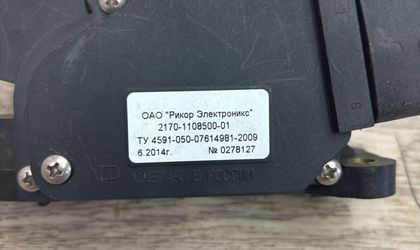 ОАО "Рикор Электроникс"
2170-1108500-01
ТУ 4591-050-07614981-2009
6.2014г. № 0278127
СДЕЛАНО В РОССИИ